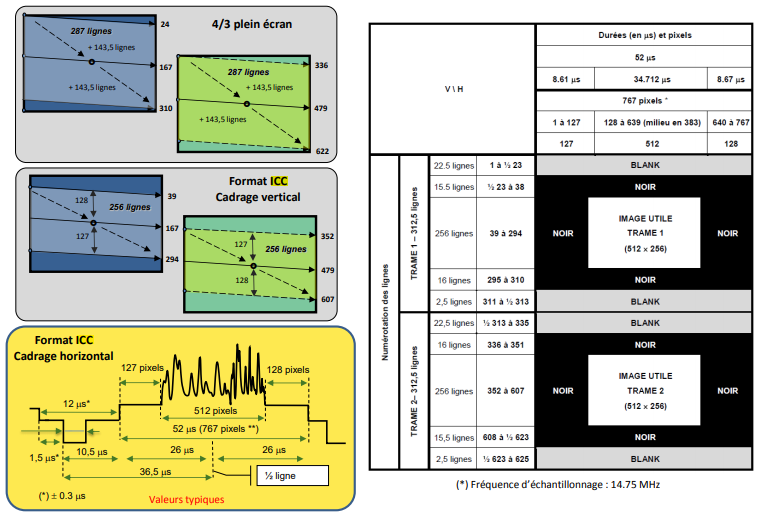 4/3 plein écran
24
287 lignes
+ 143,5 lignes
167
+ 143,5 lignes
310
336
287 lignes
+ 143,5 lignes
479
+ 143,5 lignes
622
Format ICC
Cadrage vertical
39
128
256 lignes
167
127
294
352
127
256 lignes
479
128
607
Format ICC
Cadrage horizontal
127 pixels
128 pixels
12 µs*
512 pixels
52 µs (767 pixels **)
1,5 µs*
10,5 µs
26 µs
26 µs
36,5 µs
½ ligne
(*) ± 0.3 µs
Valeurs typiques
V \ H
Durées (en µs) et pixels
52 µs
8.61 µs
34.712 µs
8.67 µs
767 pixels *
1 à 127
128 à 639 (milieu en 383)
640 à 767
127
512
128
Numérotation des lignes
TRAME 1 – 312,5 lignes
22.5 lignes
1 à ½ 23
BLANK
15.5 lignes
½ 23 à 38
NOIR
256 lignes
39 à 294
NOIR
IMAGE UTILE
TRAME 1
(512 × 256)
NOIR
16 lignes
295 à 310
NOIR
2,5 lignes
311 à ½ 313
BLANK
TRAME 2– 312,5 lignes
22,5 lignes
½ 313 à 335
BLANK
16 lignes
336 à 351
NOIR
256 lignes
352 à 607
NOIR
IMAGE UTILE
TRAME 2
(512 × 256)
NOIR
15,5 lignes
608 à ½ 623
NOIR
2,5 lignes
½ 623 à 625
BLANK
(*) Fréquence d'échantillonnage : 14.75 MHz